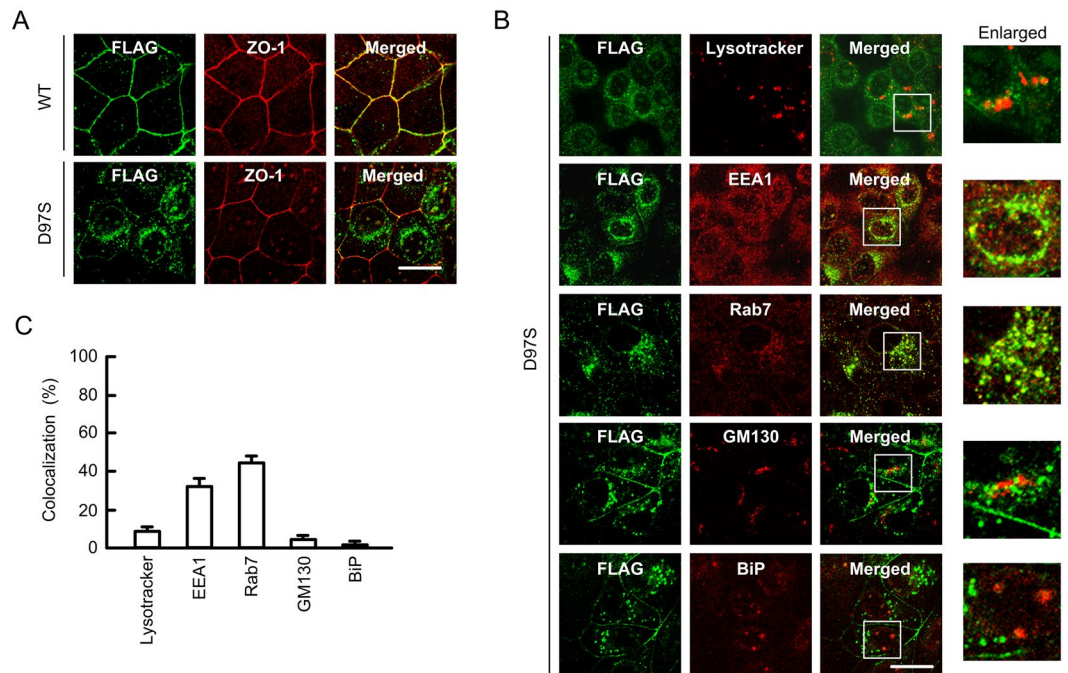 A
FLAG ZO-1 Merged
WT
FLAG ZO-1 Merged
D97S
B
Enlarged
FLAG Lysotracker Merged
FLAG EEA1 Merged
FLAG Rab7 Merged
FLAG GM130 Merged
FLAG BiP Merged
D97S
C
Colocalization (%)
100
80
60
40
20
0
Lysotracker
EEA1
Rab7
GM130
BiP